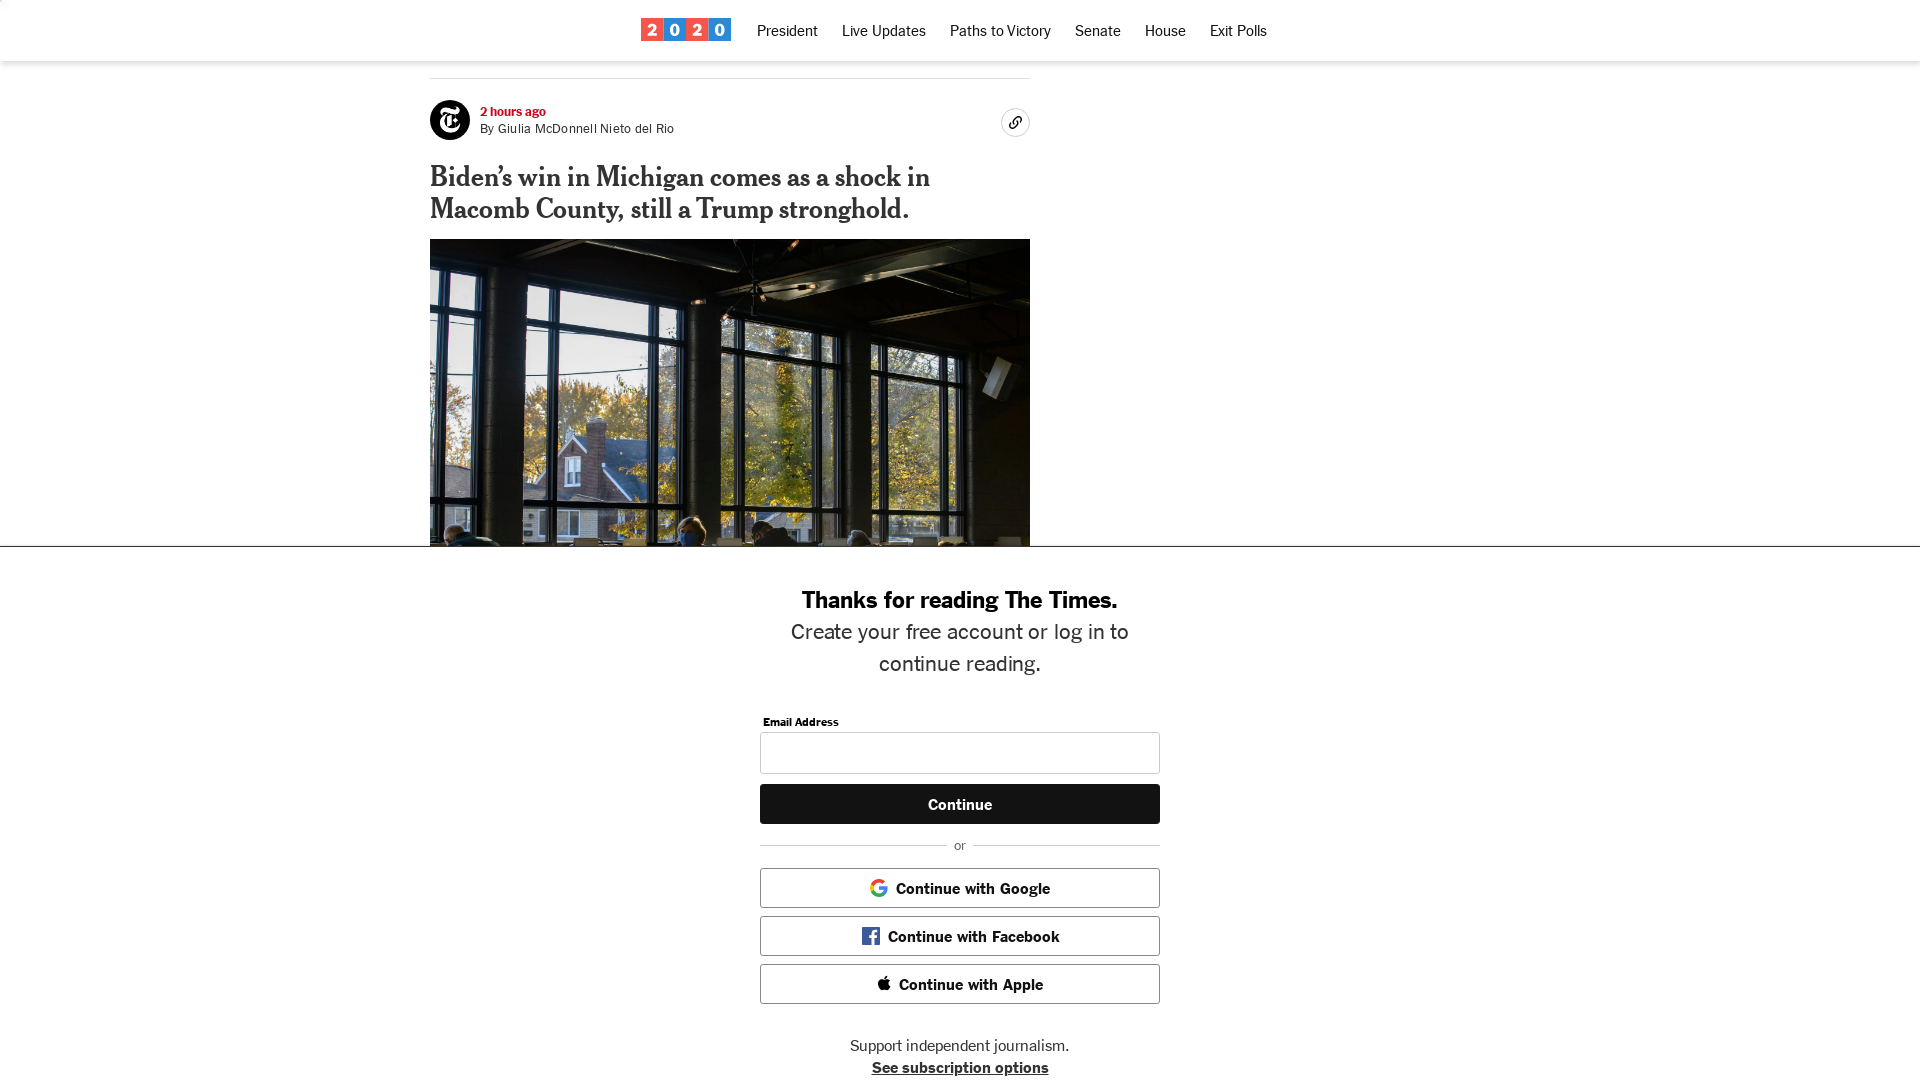 2020
President
Live Updates
Paths to Victory
Senate
House
Exit Polls
2 hours ago
By Giulia McDonnell Nieto del Rio
Biden’s win in Michigan comes as a shock in
Macomb County, still a Trump stronghold.
Thanks for reading The Times.
Create your free account or log in to
continue reading.
Email Address
Continue
or
Continue with Google
Continue with Facebook
Continue with Apple
Support independent journalism.
See subscription options